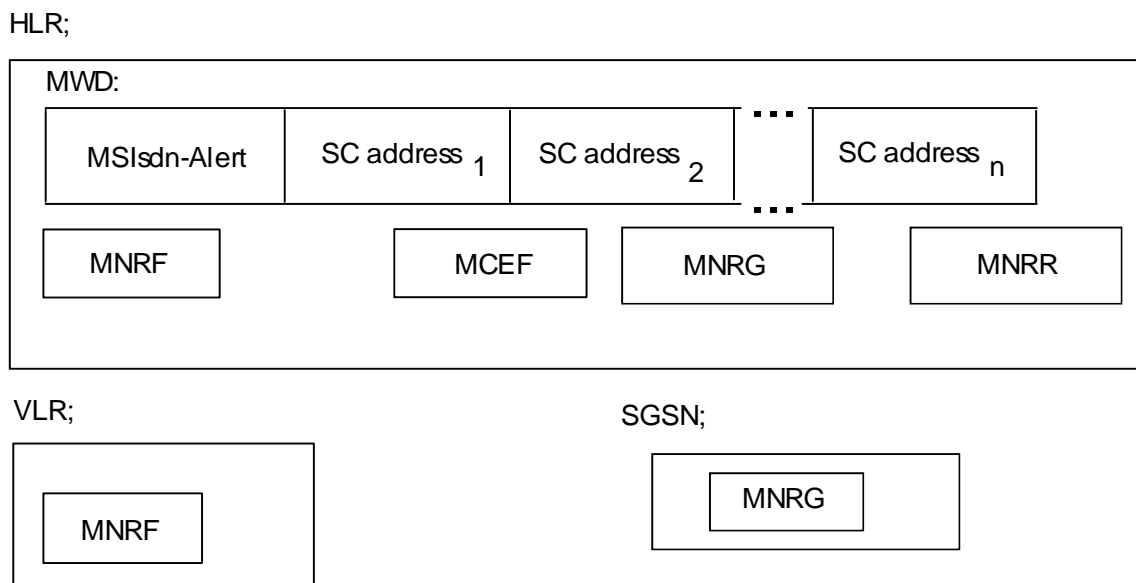 HLR;
MWD:
MSIsdn-Alert SC address 1 SC address 2 ... SC address n
...
MNRF MCEF MNRG MNRR
VLR; SGSN;
MNRF MNRG